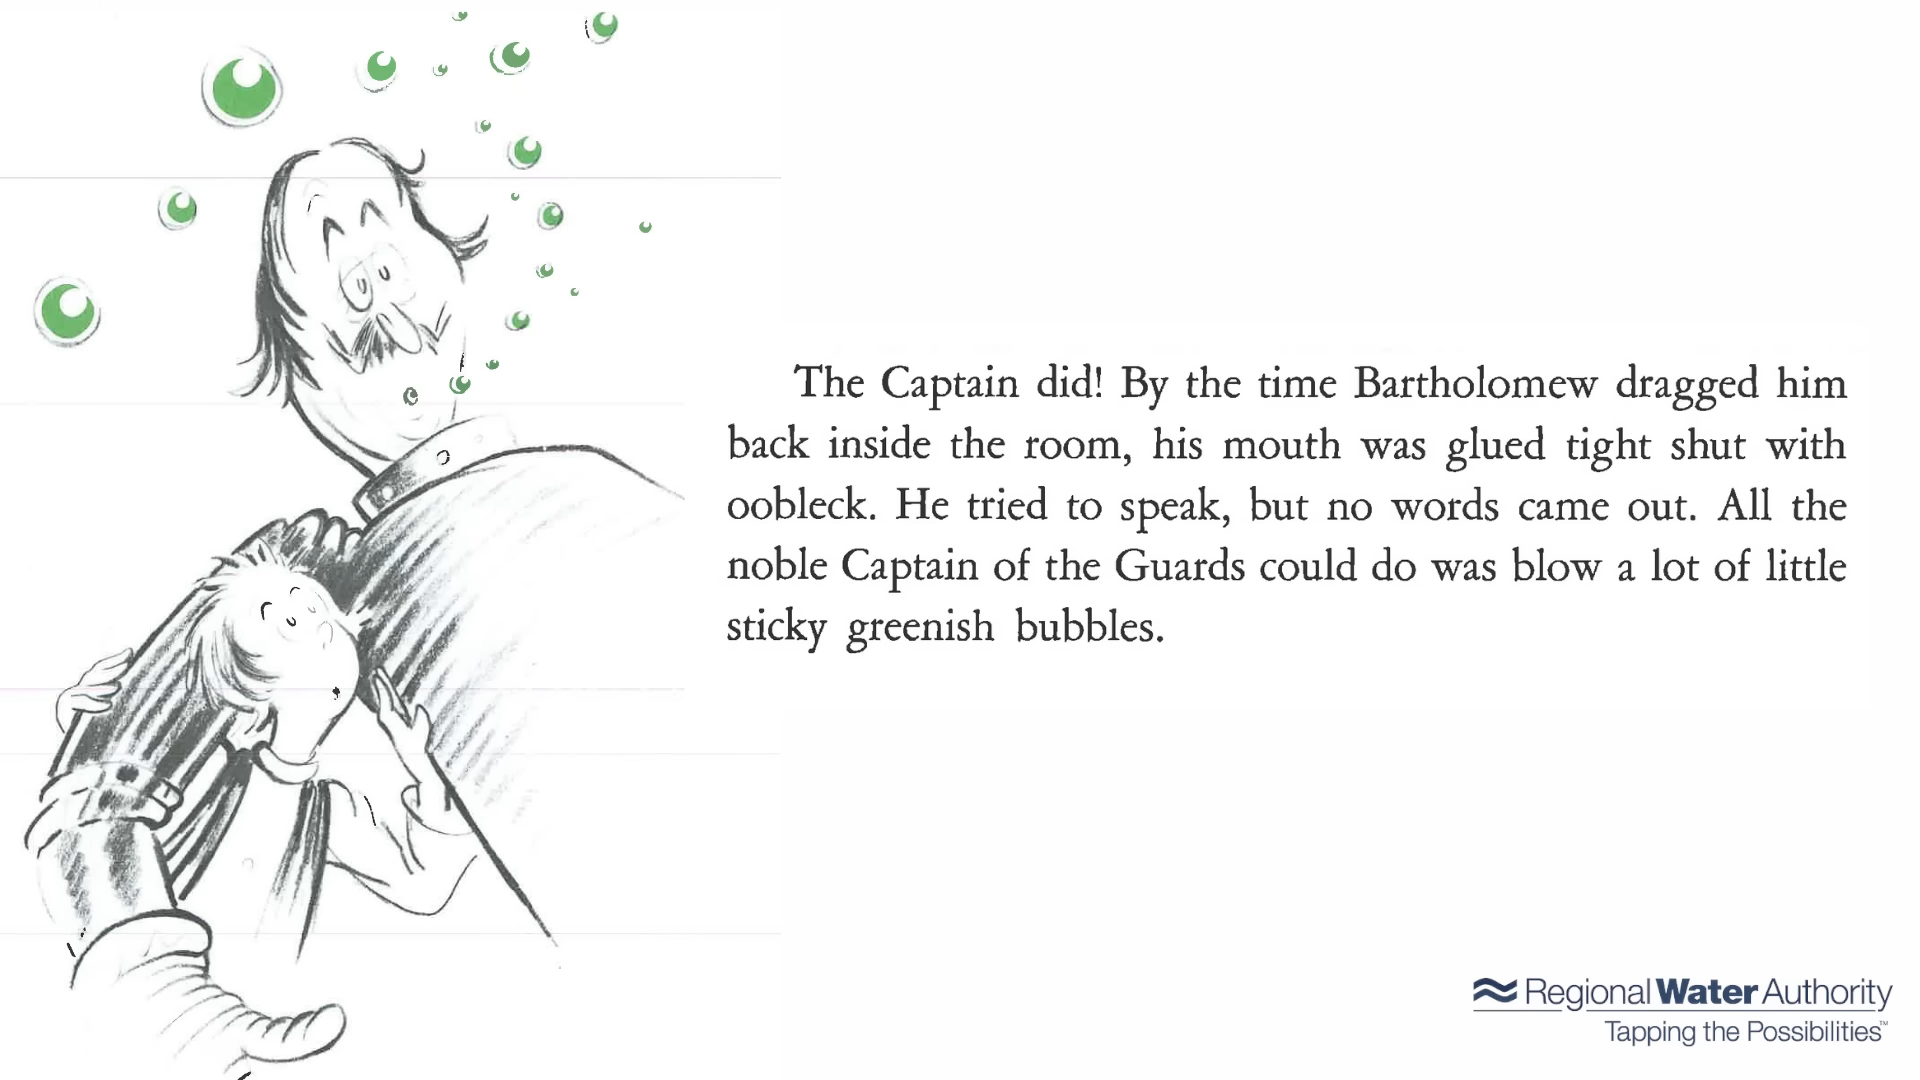 The Captain did! By the time Bartholomew dragged him
back inside the room, his mouth was glued tight shut with
oobleck. He tried to speak, but no words came out. All the
noble Captain of the Guards could do was blow a lot of little
sticky greenish bubbles.
Regional Water Authority
Tapping the Possibilities™